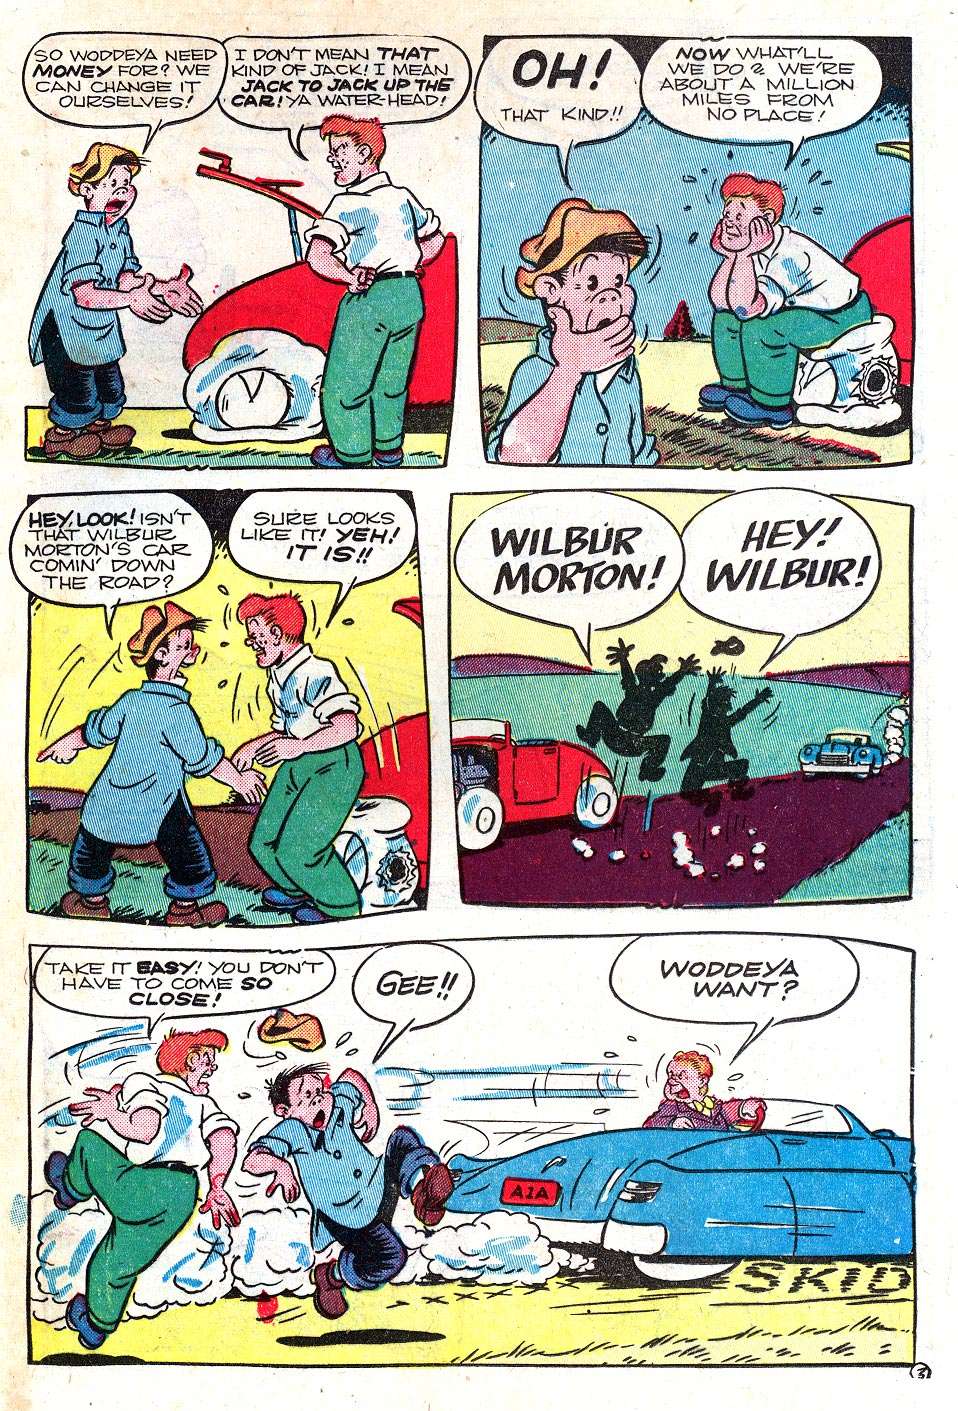 SO WODDEYA NEED
MONEY FOR? WE
CAN CHANGE IT
OURSELVES!
I DON'T MEAN THAT
KIND OF JACK! I MEAN
JACK TO JACK UP THE
CAR! YA WATER-HEAD!
OH!
THAT KIND!!
NOW WHAT'LL
WE DO? WE'RE
ABOUT A MILLION
MILES FROM
NO PLACE!
HEY, LOOK! ISN'T
THAT WILBUR
MORTON'S CAR
COMIN' DOWN
THE ROAD?
SURE LOOKS
LIKE IT! YEH!
IT IS!!
WILBUR
MORTON!
HEY!
WILBUR!
TAKE IT EASY! YOU DON'T
HAVE TO COME SO
CLOSE!
GEE!!
WODDEYA
WANT?
A1A
SKID